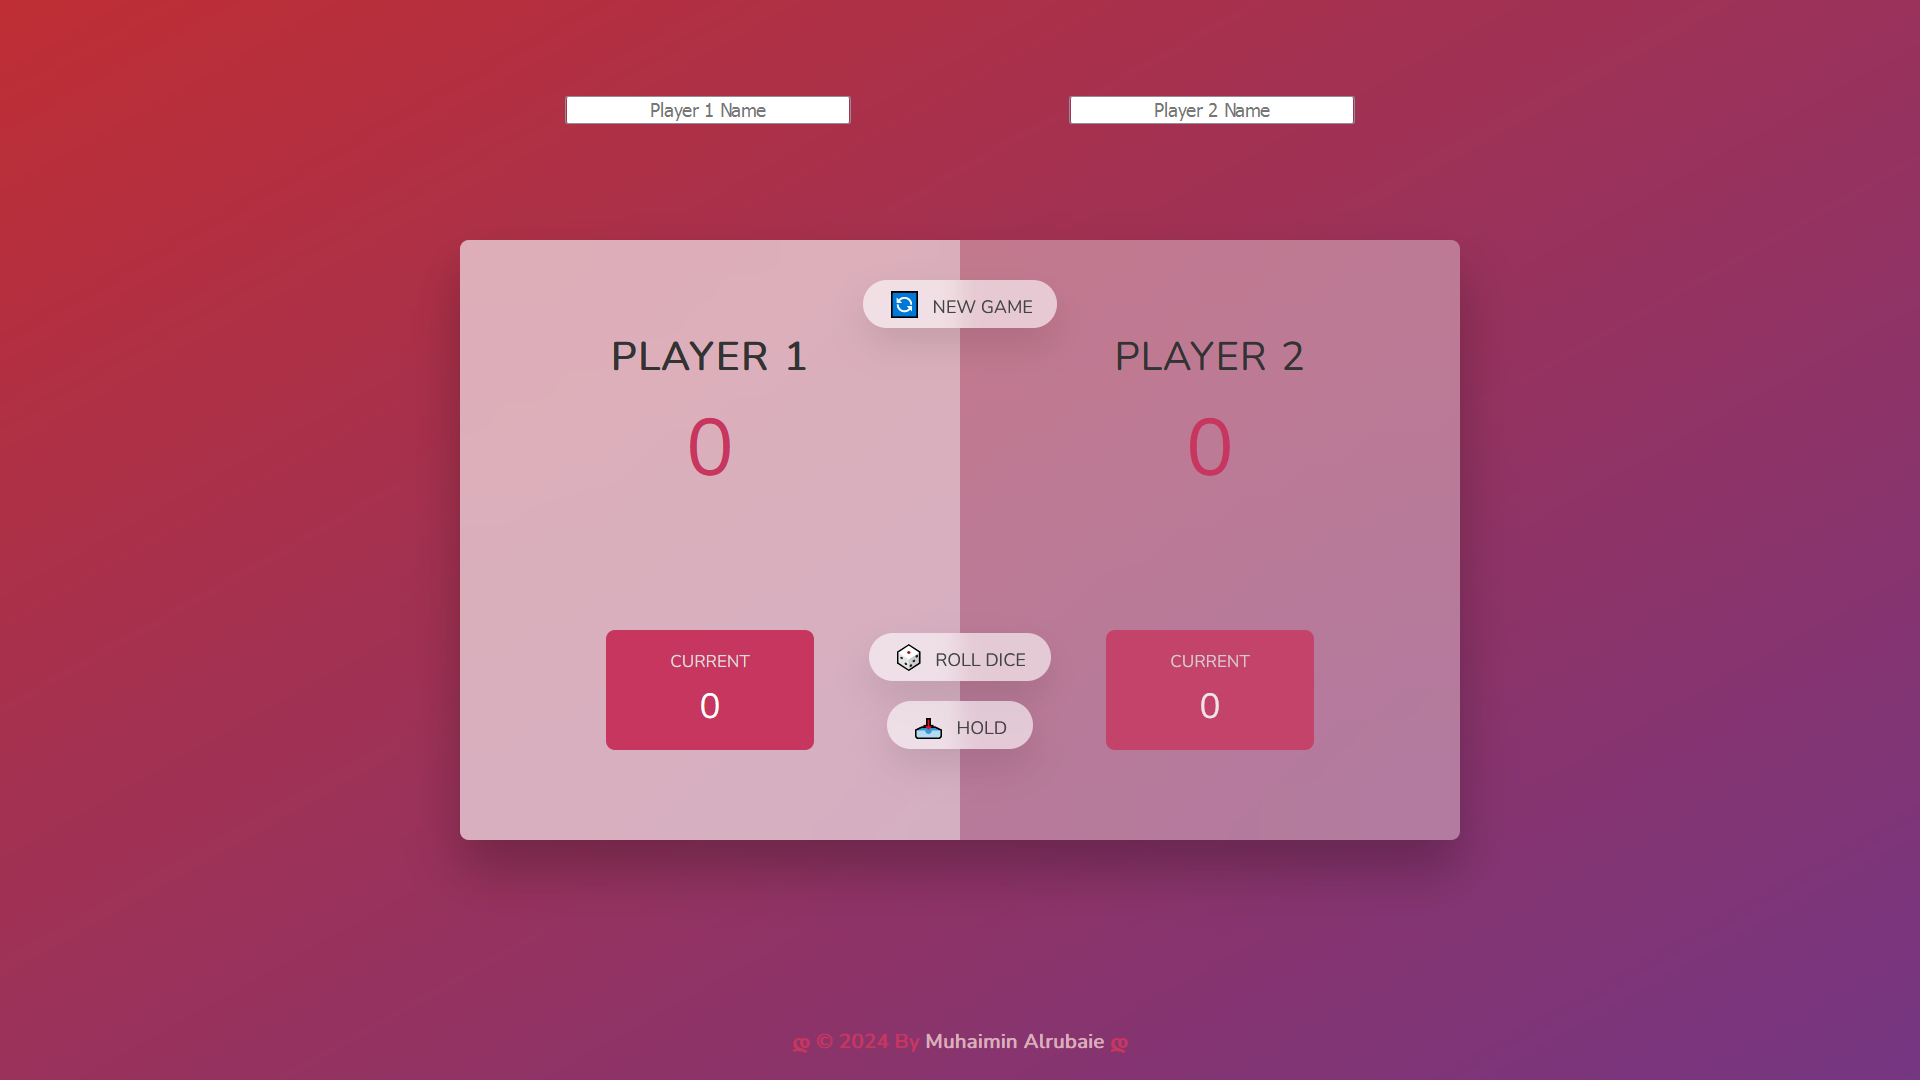 Player 1 Name
Player 2 Name
NEW GAME
PLAYER 1
PLAYER 2
0
0
CURRENT
0
ROLL DICE
HOLD
CURRENT
0
ღ © 2024 By Muhaimin Alrubaie ღ